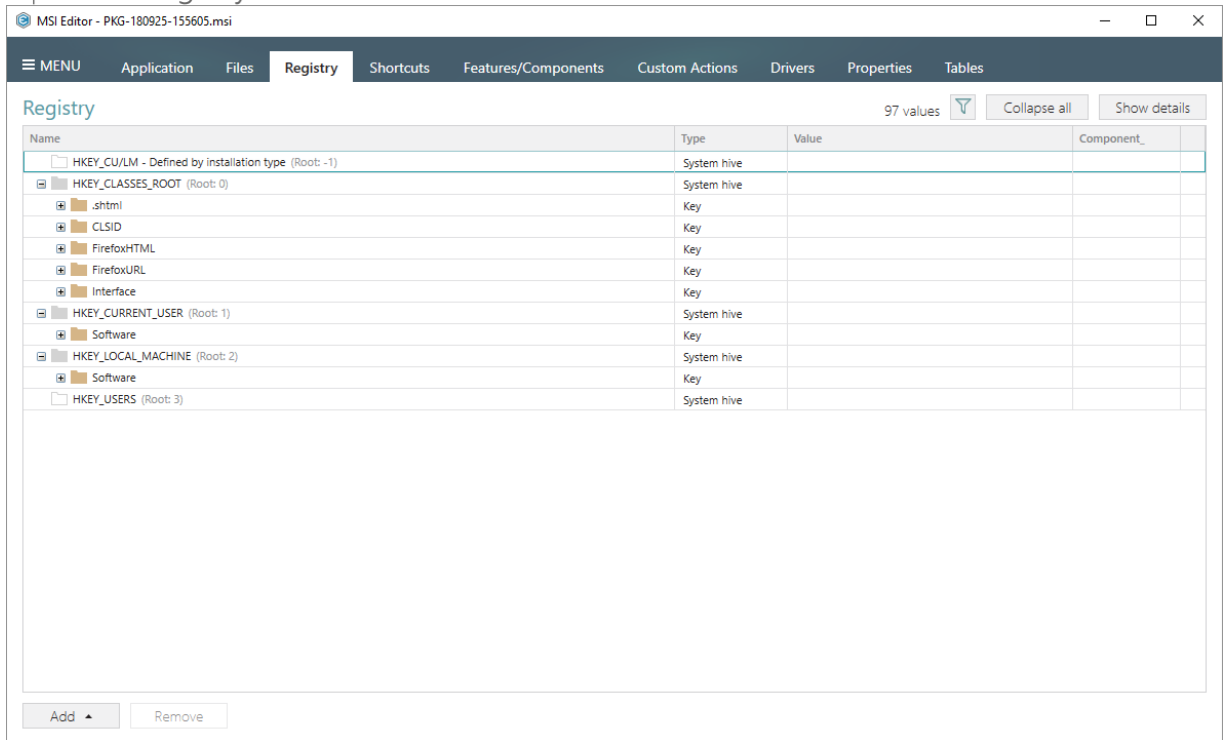 MSI Editor - PKG-180925-155605.msi
MENU Application Files Registry Shortcuts Features/Components Custom Actions Drivers Properties Tables
Registry 97 values Collapse all Show details
Name Type Value Component_
HKEY_CU/LM - Defined by installation type (Root: -1) System hive
HKEY_CLASSES_ROOT (Root: 0) System hive
.shtml Key
CLSID Key
FirefoxHTML Key
FirefoxURL Key
Interface Key
HKEY_CURRENT_USER (Root: 1) System hive
Software Key
HKEY_LOCAL_MACHINE (Root: 2) System hive
Software Key
HKEY_USERS (Root: 3) System hive
Add Remove